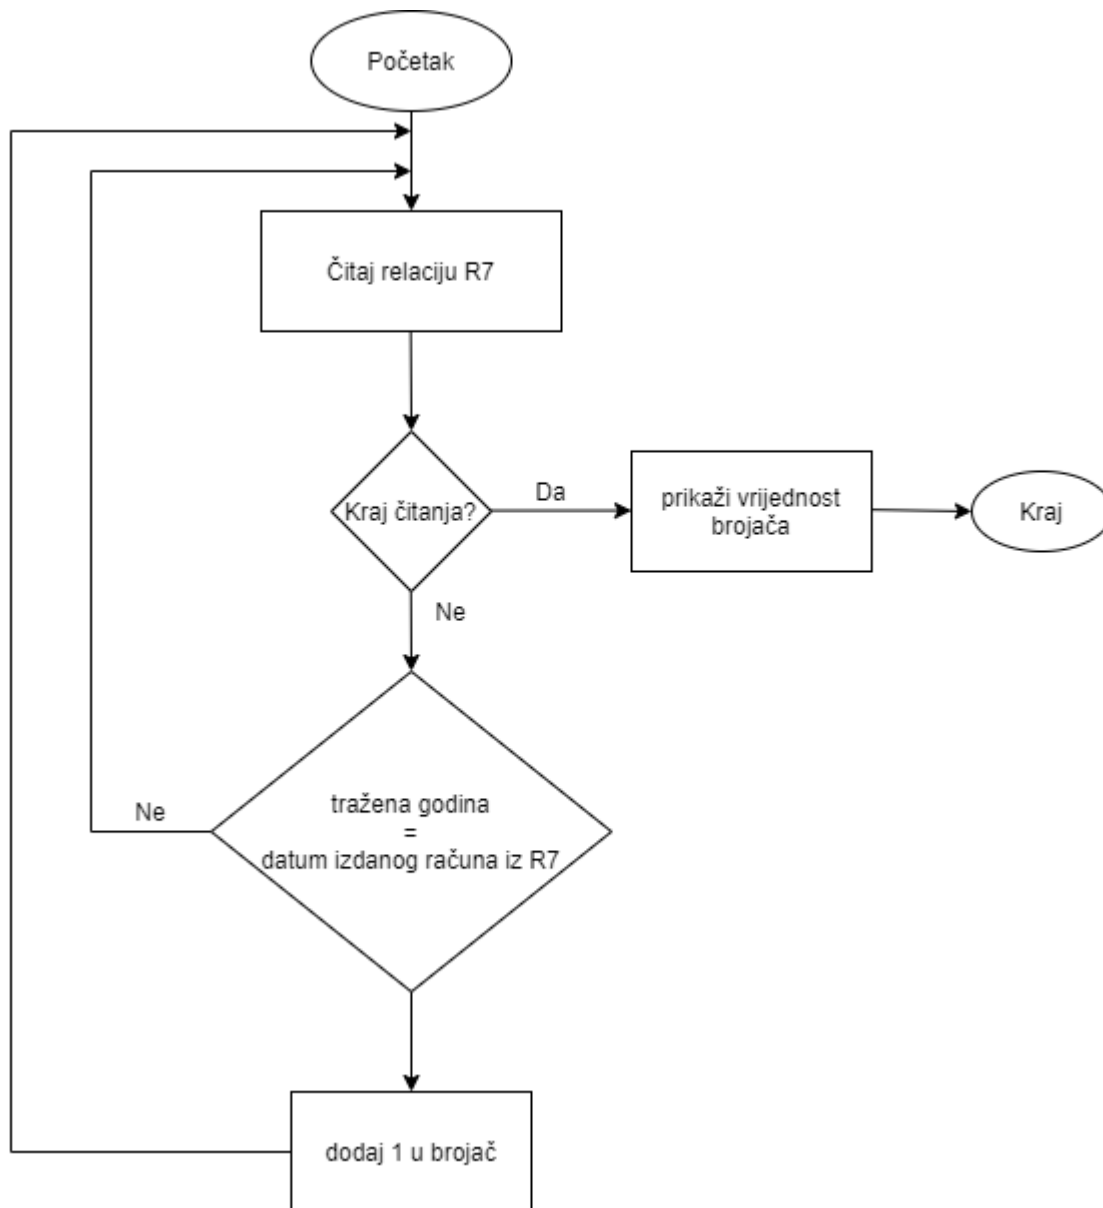 Početak
Čitaj relaciju R7
Kraj čitanja?
Da
prikaži vrijednost
brojača
Kraj
Ne
tražena godina
=
datum izdanog računa iz R7
Ne
dodaj 1 u brojač